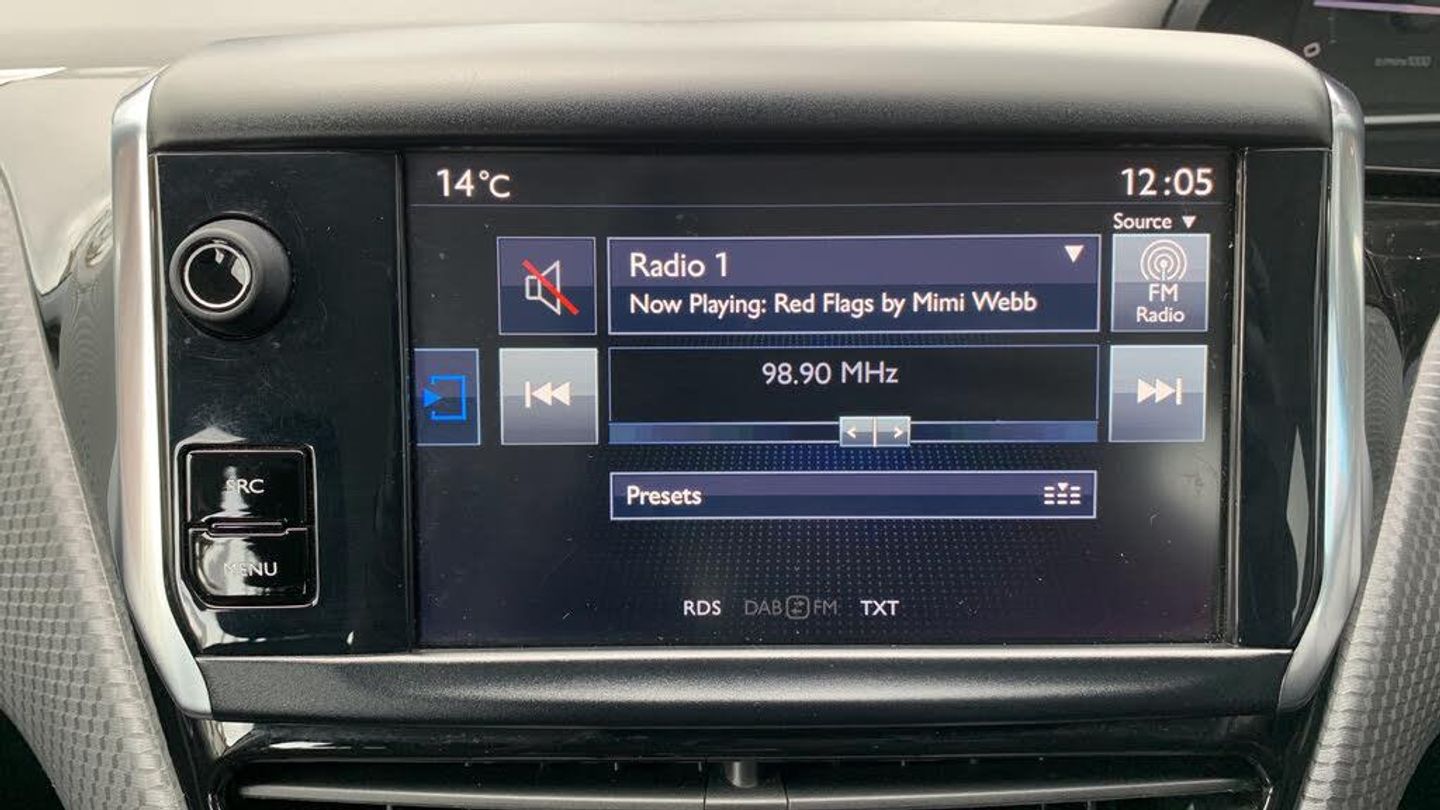 14°C
12:05
Source
Radio 1
Now Playing: Red Flags by Mimi Webb
FM
Radio
98.90 MHz
SRC
MENU
Presets
RDS
DAB FM
TXT